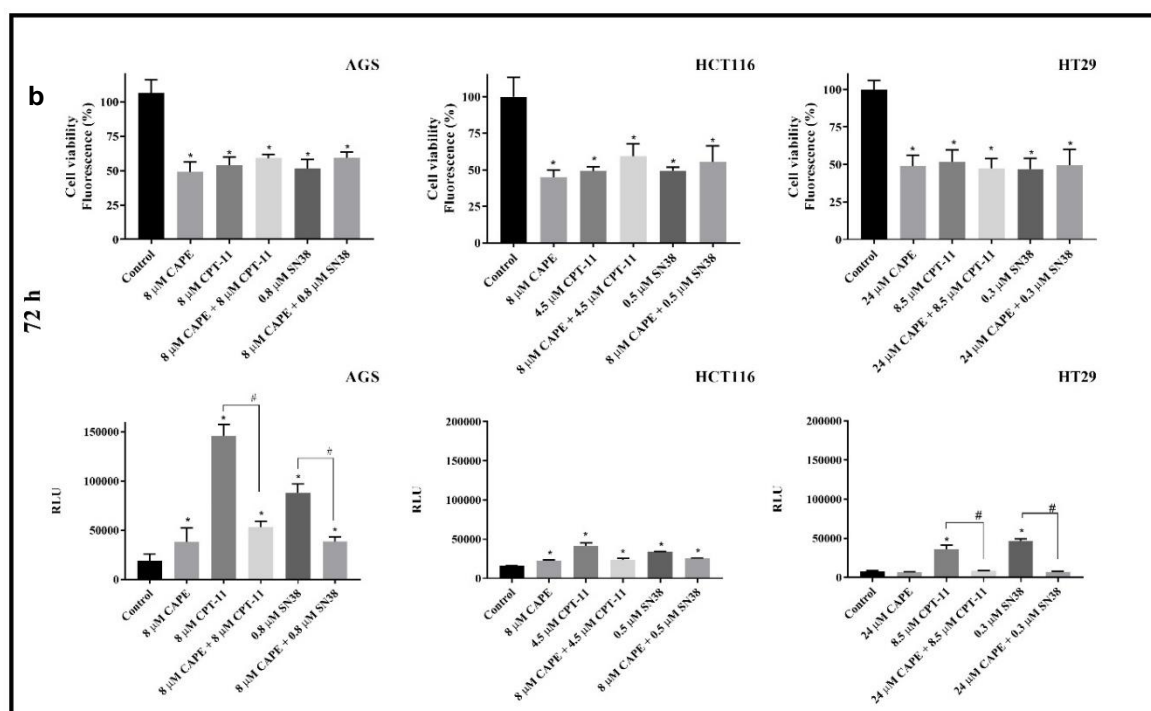 b
72 h
AGS
Cell viability
Fluorescence (%)
100
75
50
25
0
Control
8 μM CAPE
8 μM CPT-11
8 μM CAPE + 8 μM CPT-11
0.8 μM SN38
8 μM CAPE + 0.8 μM SN38
* * * * *
HCT116
Cell viability
Fluorescence (%)
100
75
50
25
0
Control
8 μM CAPE
4.5 μM CPT-11
8 μM CAPE + 4.5 μM CPT-11
0.5 μM SN38
8 μM CAPE + 0.5 μM SN38
* * * * *
HT29
Cell viability
Fluorescence (%)
100
75
50
25
0
Control
24 μM CAPE
8.5 μM CPT-11
24 μM CAPE + 8.5 μM CPT-11
0.3 μM SN38
24 μM CAPE + 0.3 μM SN38
* * * * *
AGS
RLU
150000
100000
50000
0
Control
8 μM CAPE
8 μM CPT-11
8 μM CAPE + 8 μM CPT-11
0.8 μM SN38
8 μM CAPE + 0.8 μM SN38
* * * * *
# #
HCT116
RLU
200000
150000
100000
50000
0
Control
8 μM CAPE
4.5 μM CPT-11
8 μM CAPE + 4.5 μM CPT-11
0.5 μM SN38
8 μM CAPE + 0.5 μM SN38
* * * * *
HT29
RLU
200000
150000
100000
50000
0
Control
24 μM CAPE
8.5 μM CPT-11
24 μM CAPE + 8.5 μM CPT-11
0.3 μM SN38
24 μM CAPE + 0.3 μM SN38
* *
# #